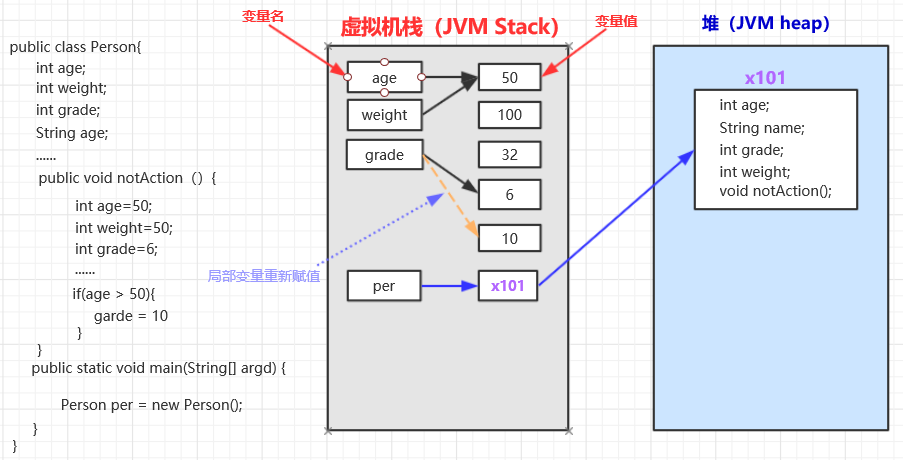 public class Person{
int age;
int weight;
int grade;
String age;
......
public void notAction（）{
int age=50;
int weight=50;
int grade=6;
......
if(age > 50){
garde = 10
}
}
public static void main(String[] argd) {
Person per = new Person();
}
}
变量名
虚拟机栈（JVM Stack）
变量值
age
50
weight
100
grade
32
6
10
局部变量重新赋值
per
x101
堆（JVM heap）
x101
int age;
String name;
int grade;
int weight;
void notAction();